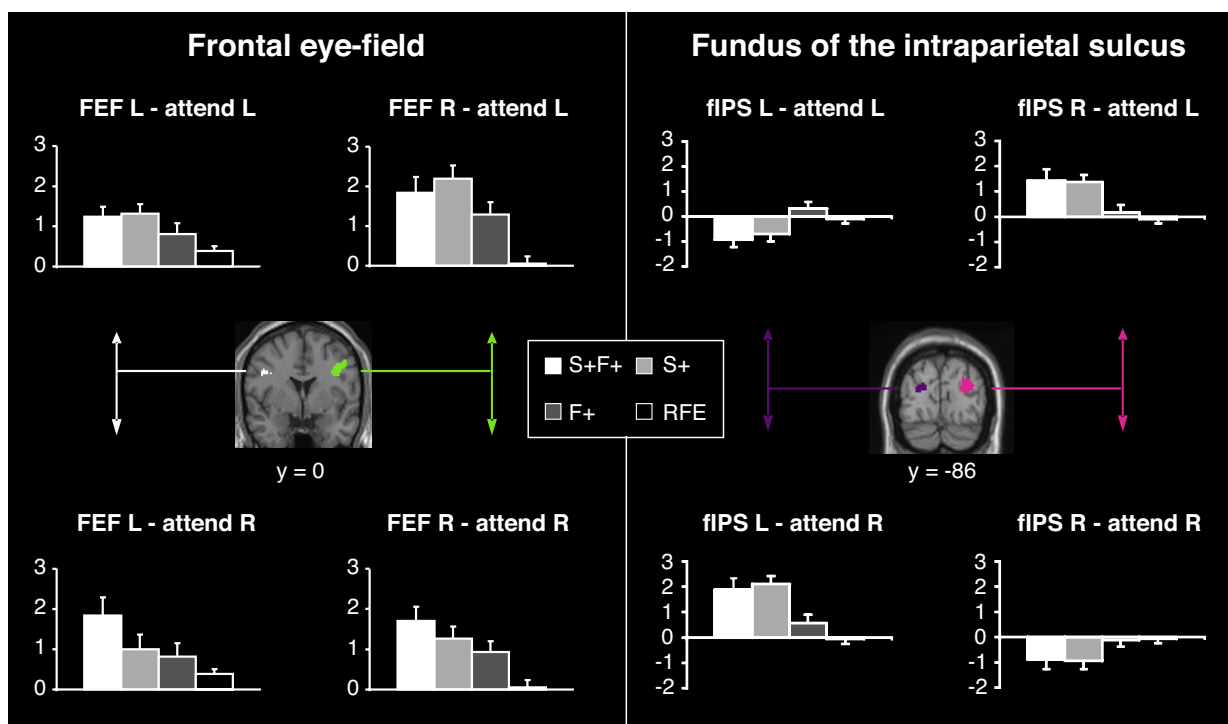 Frontal eye-field
FEF L - attend L
FEF R - attend L
3
2
1
0
3
2
1
0
y = 0
FEF L - attend R
FEF R - attend R
3
2
1
0
3
2
1
0
S+F+
S+
F+
RFE
Fundus of the intraparietal sulcus
fIPS L - attend L
fIPS R - attend L
3
2
1
0
-1
-2
3
2
1
0
-1
-2
y = -86
fIPS L - attend R
fIPS R - attend R
3
2
1
0
-1
-2
3
2
1
0
-1
-2